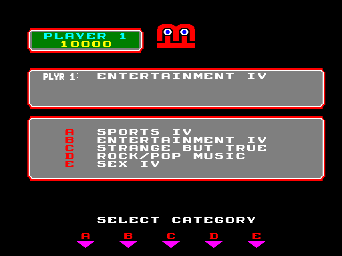 PLAYER 1
10000
PLYR 1: ENTERTAINMENT IV
A SPORTS IV
B ENTERTAINMENT IV
C STRANGE BUT TRUE
D ROCK/POP MUSIC
E SEX IV
SELECT CATEGORY
A B C D E